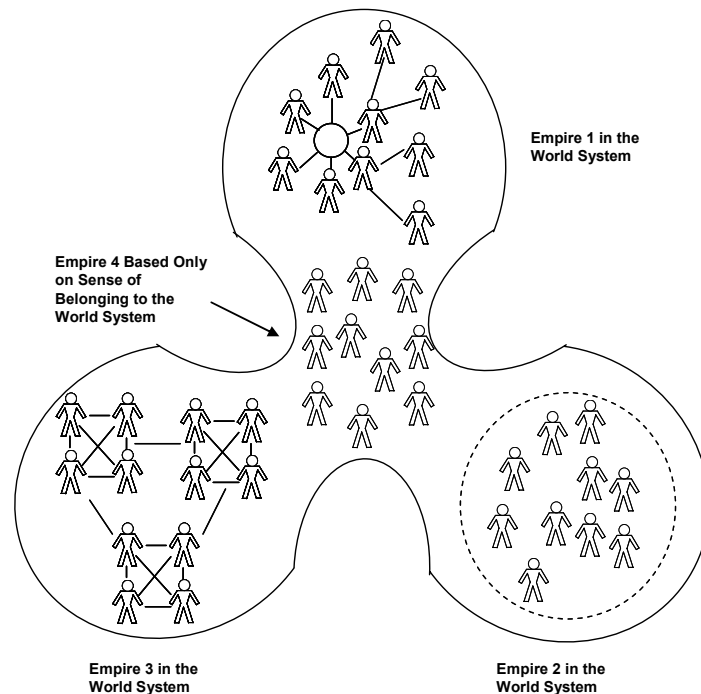 Empire 1 in the
World System
Empire 4 Based Only
on Sense of
Belonging to the
World System
Empire 3 in the
World System
Empire 2 in the
World System